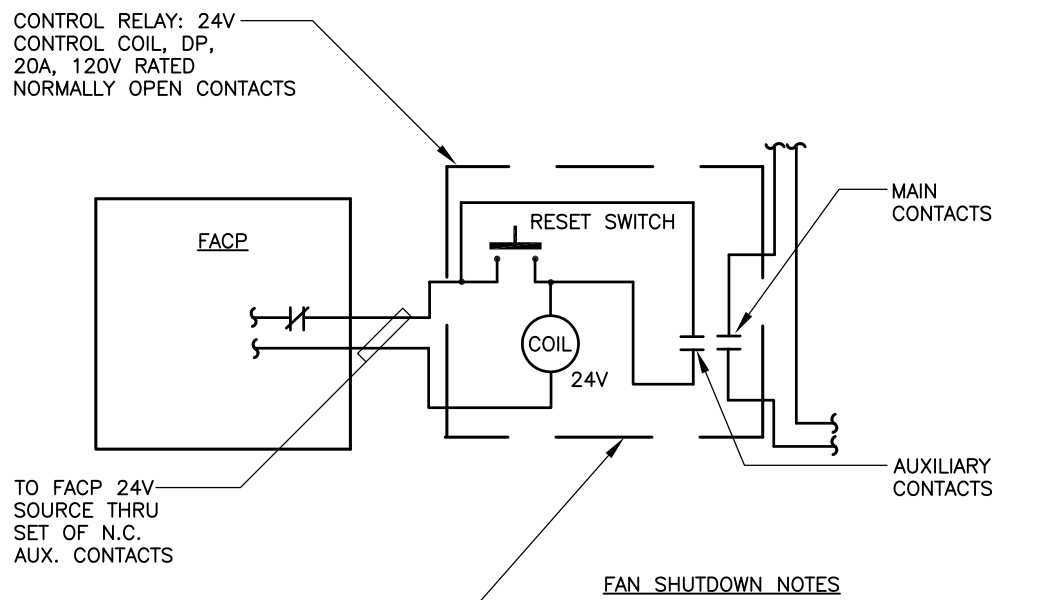 CONTROL RELAY: 24V
CONTROL COIL, DP,
20A, 120V RATED
NORMALLY OPEN CONTACTS
MAIN
CONTACTS
RESET SWITCH
FACP
COIL
24V
AUXILIARY
CONTACTS
TO FACP 24V
SOURCE THRU
SET OF N.C.
AUX. CONTACTS
FAN SHUTDOWN NOTES